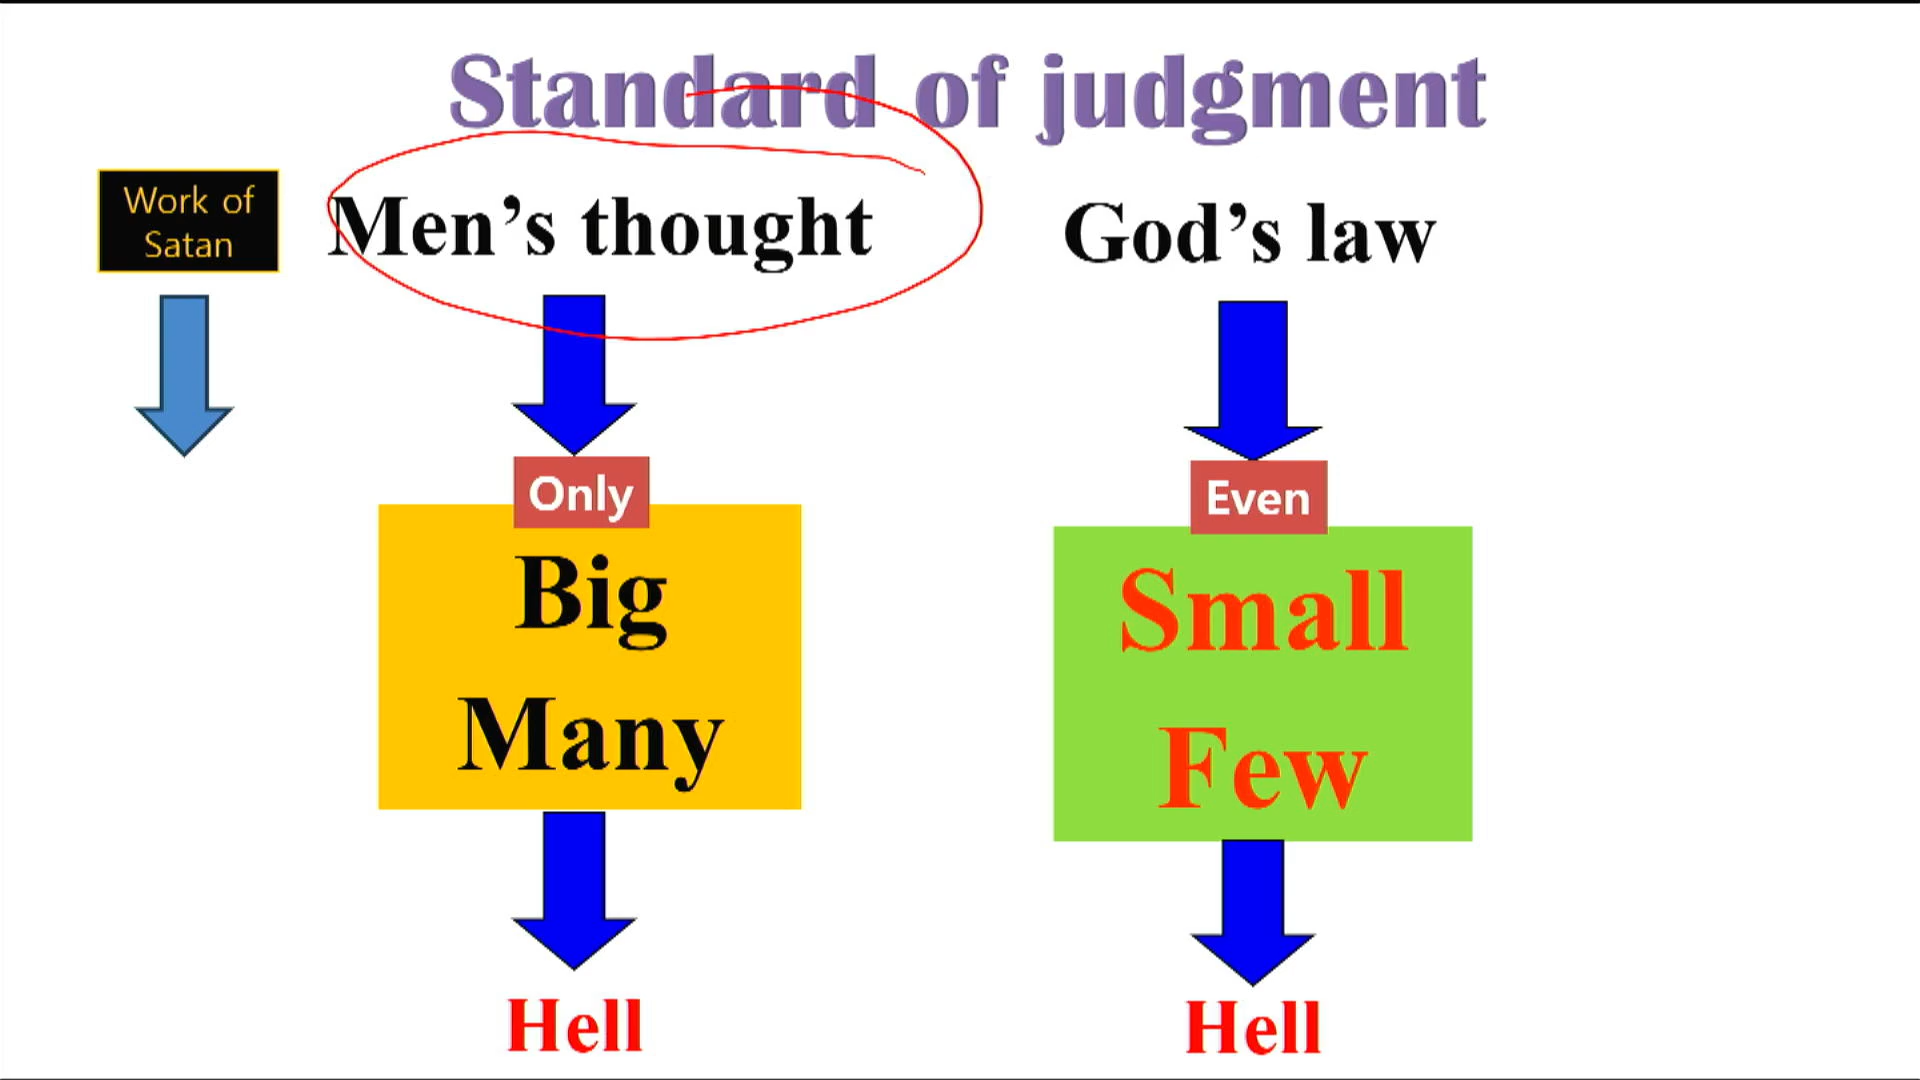 Standard of judgment
Work of
Satan
Men’s thought
God’s law
Only
Big
Many
Hell
Even
Small
Few
Hell